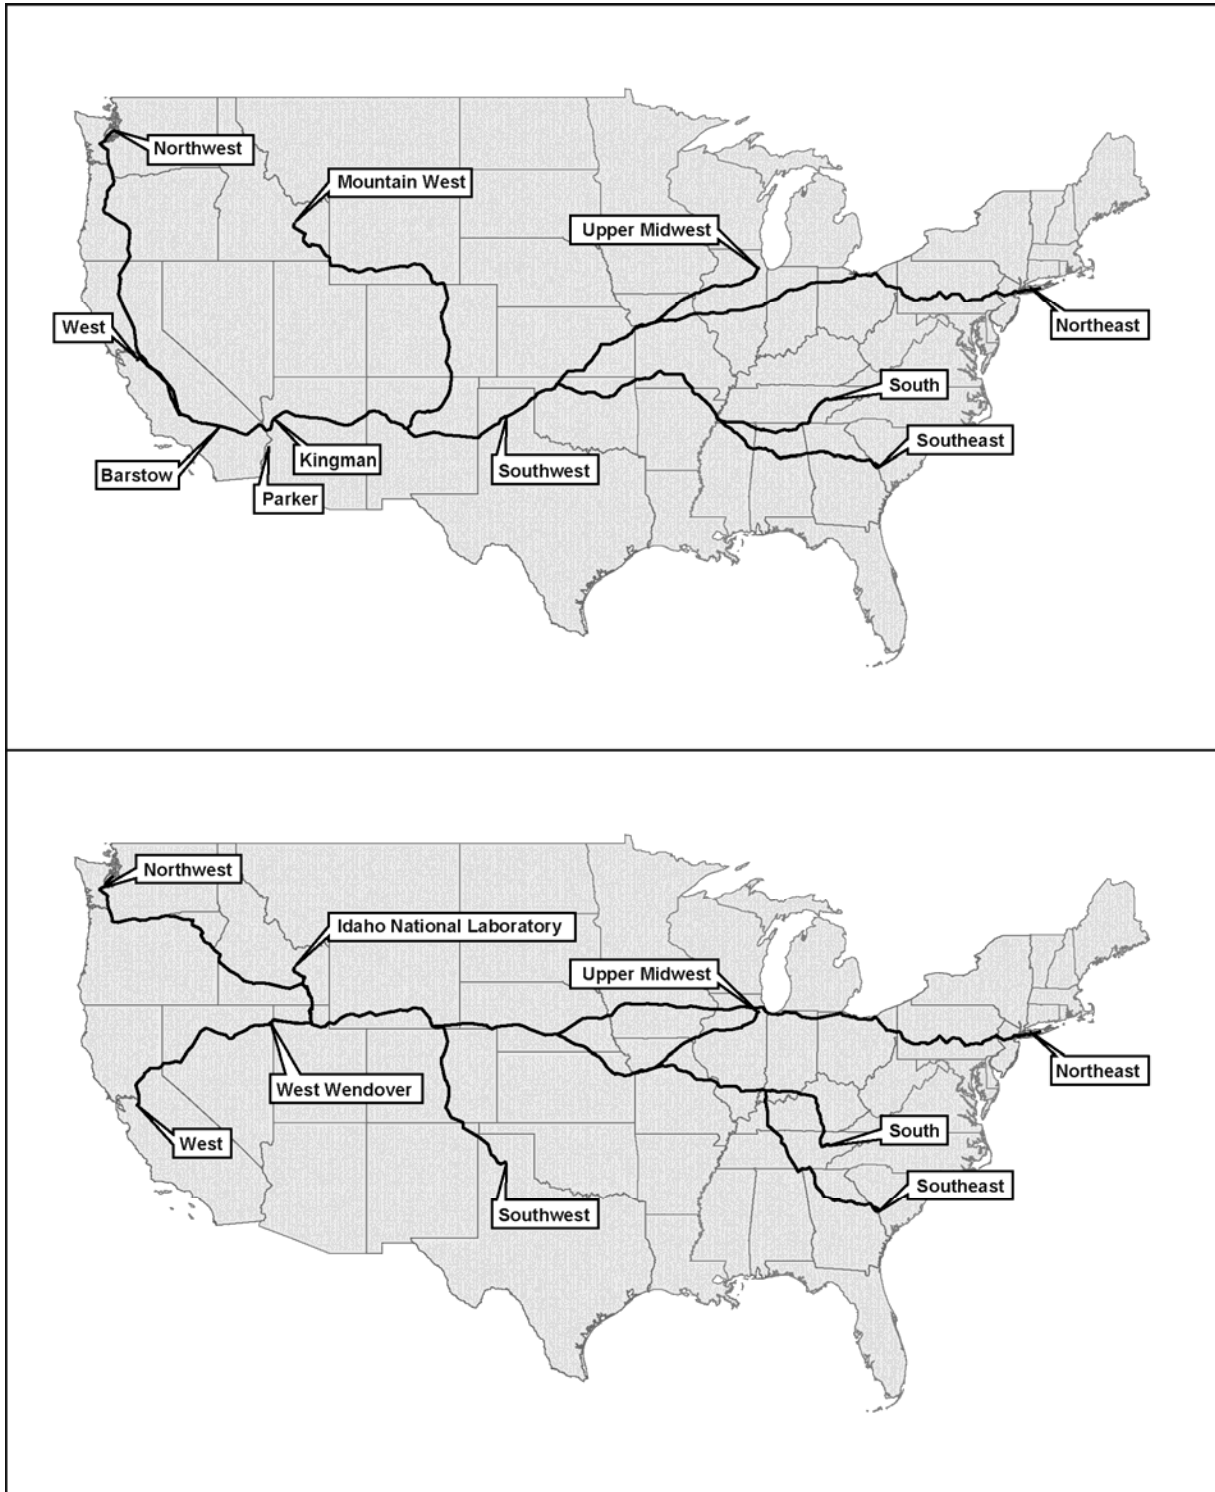 Northwest
Mountain West
Upper Midwest
West
Northeast
South
Southeast
Kingman
Southwest
Barstow
Parker
Northwest
Idaho National Laboratory
Upper Midwest
Northeast
West Wendover
South
West
Southeast
Southwest